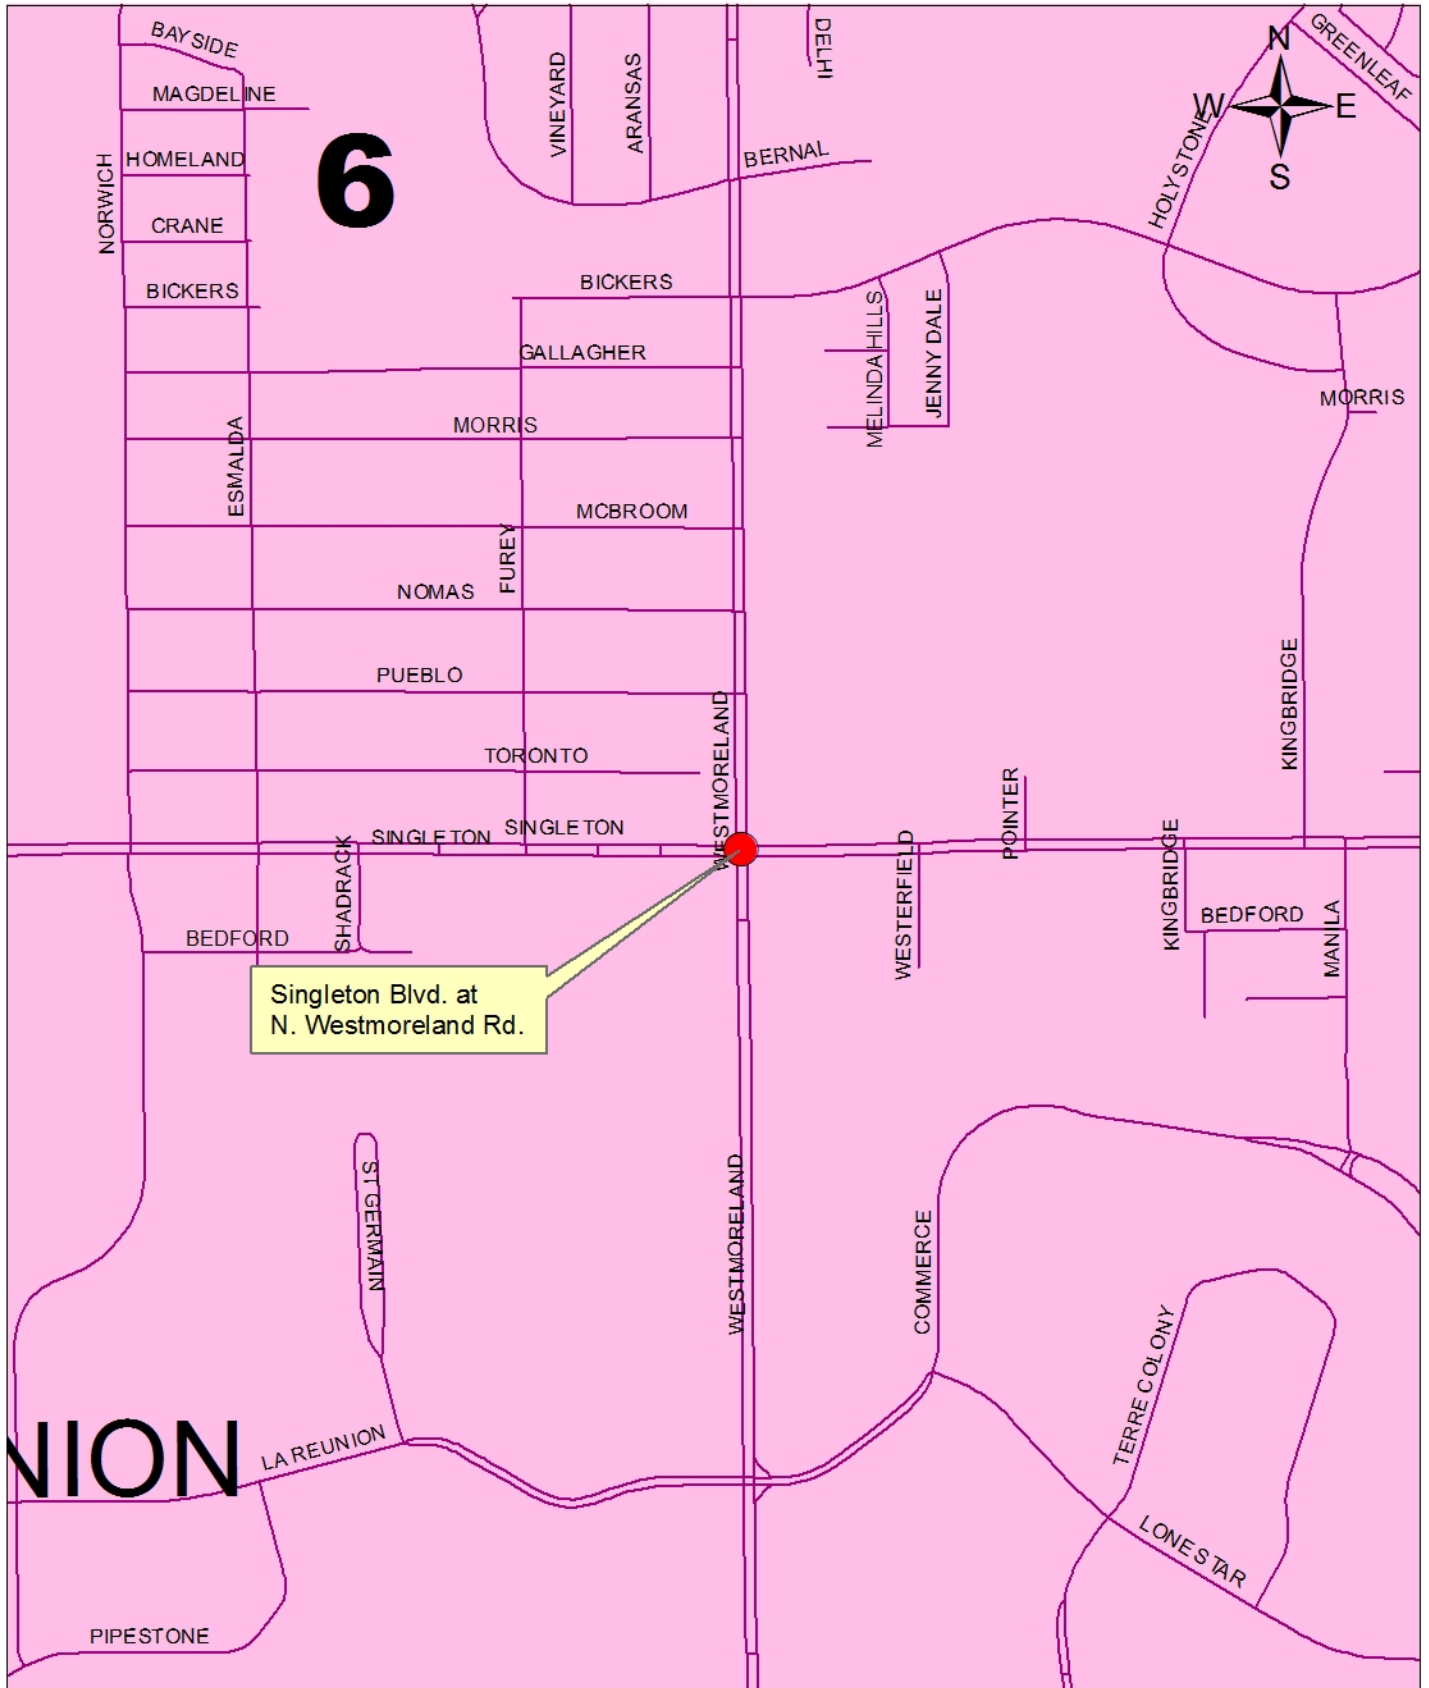 BAYSIDE
DELHI
GREENLEAF
N
MAGDELINE
VINEYARD
ARANSAS
W
E
6
HOMELAND
NORWICH
BERNAL
HOLYSTONE
S
CRANE
BICKERS
BICKERS
GALLAGHER
MELINDA HILLS
JENNY DALE
MORRIS
MORRIS
ESMALDA
MCBROOM
FUREY
NOMAS
PUEBLO
KINGBRIDGE
TORONTO
WESTMORELAND
POINTER
SINGLETON
SINGLETON
SHADRACK
WESTERFIELD
KINGBRIDGE
BEDFORD
MANILA
BEDFORD
Singleton Blvd. at
N. Westmoreland Rd.
ST GERMAIN
WESTMORELAND
COMMERCE
TERRE COLONY
LA REUNION
NION
LONE STAR
PIPESTONE